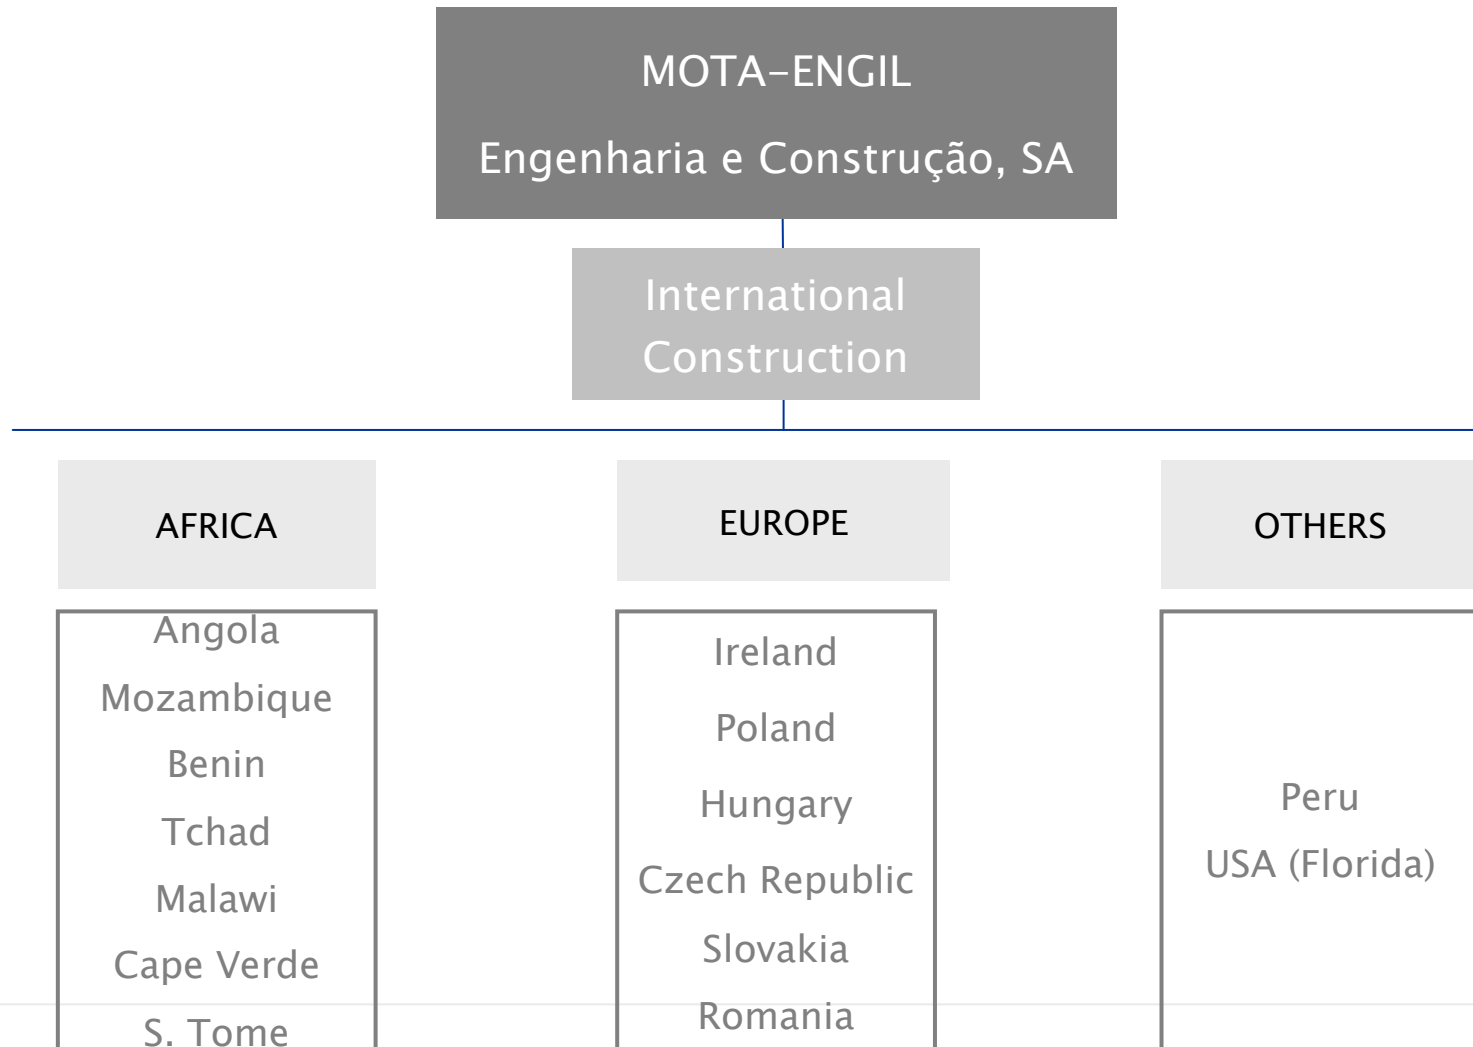 MOTA-ENGIL
Engenharia e Construção, SA
International
Construction
AFRICA
Angola
Mozambique
Benin
Tchad
Malawi
Cape Verde
S. Tome
EUROPE
Ireland
Poland
Hungary
Czech Republic
Slovakia
Romania
OTHERS
Peru
USA (Florida)